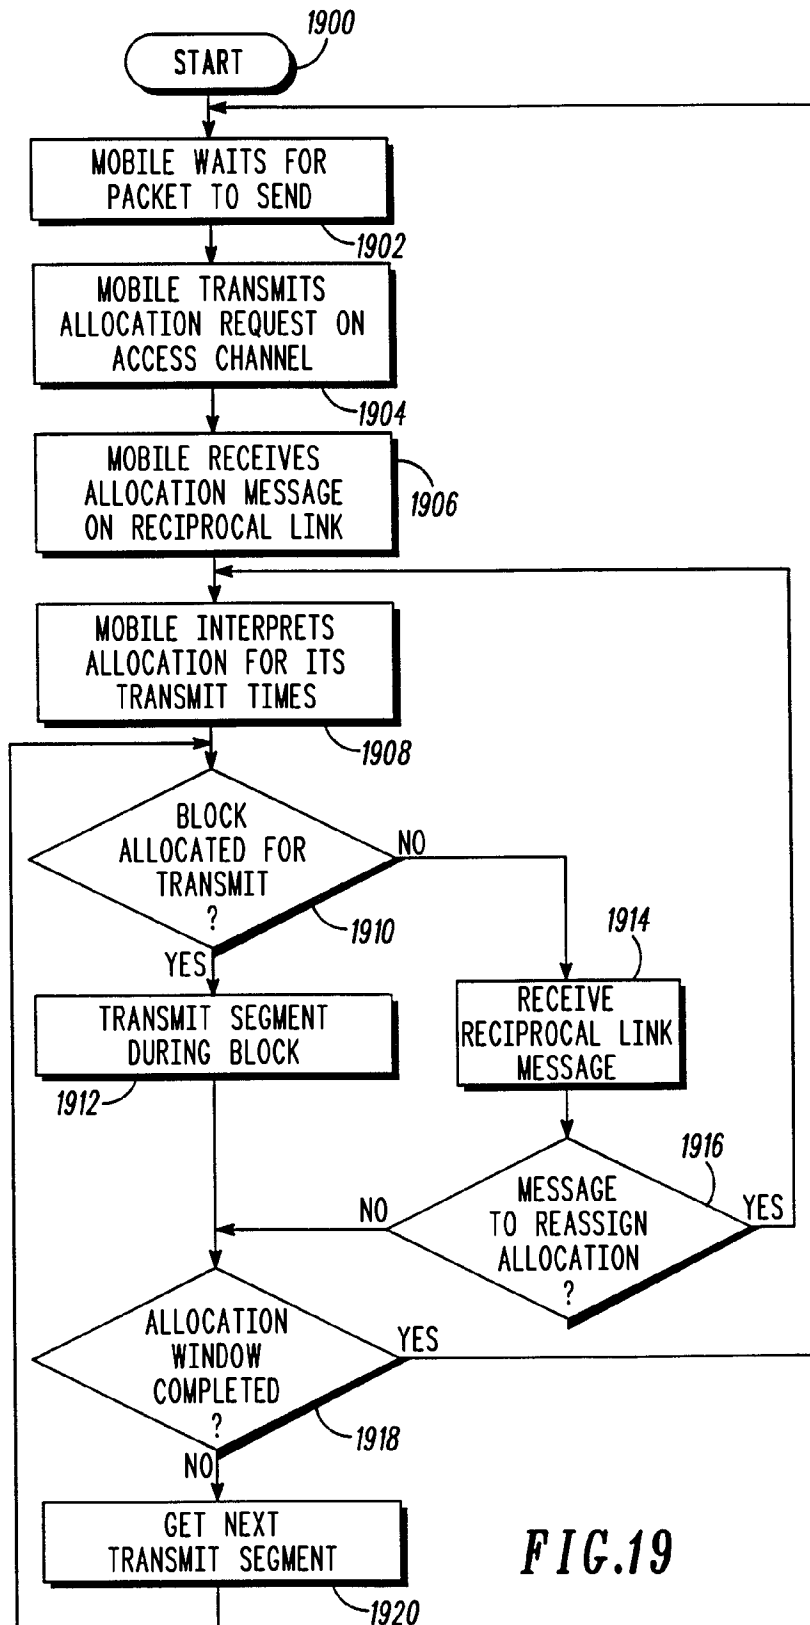 START
1900
MOBILE WAITS FOR
PACKET TO SEND
1902
MOBILE TRANSMITS
ALLOCATION REQUEST ON
ACCESS CHANNEL
1904
MOBILE RECEIVES
ALLOCATION MESSAGE
ON RECIPROCAL LINK
1906
MOBILE INTERPRETS
ALLOCATION FOR ITS
TRANSMIT TIMES
1908
BLOCK
ALLOCATED FOR
TRANSMIT
?
NO
1910
YES
TRANSMIT SEGMENT
DURING BLOCK
1912
1914
RECEIVE
RECIPROCAL LINK
MESSAGE
1916
MESSAGE
TO REASSIGN
ALLOCATION
?
NO
YES
ALLOCATION
WINDOW
COMPLETED
?
YES
1918
NO
GET NEXT
TRANSMIT SEGMENT
1920
FIG.19